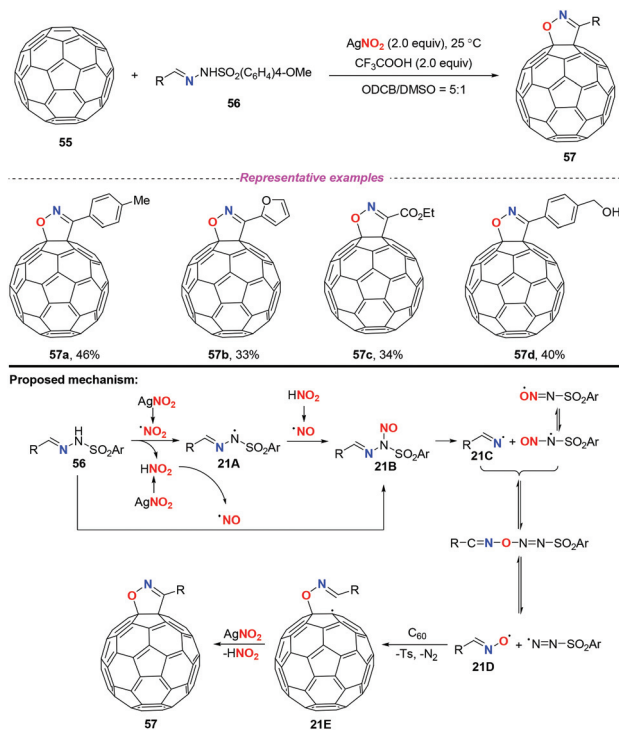 O N R
AgNO2 (2.0 equiv), 25 °C
R N NHSO2(C6H4)4-OMe
CF3COOH (2.0 equiv)
+
ODCB/DMSO = 5:1
55 56 57
Representative examples
O N Me
O N O
O N CO2Et
O N OH
57a, 46% 57b, 33% 57c, 34% 57d, 40%
Proposed mechanism:
AgNO2 HNO2 ·ON=N-SO2Ar
·NO2 ·NO
R N H N SO2Ar
R N N· SO2Ar
R N NO N SO2Ar
R N· + ON-N· SO2Ar
56 21A 21B 21C
HNO2
AgNO2
·NO
R-C=N-O-N=N-SO2Ar
O N R
O N R ·
AgNO2
-HNO2
C60
-Ts, -N2
R N O· + ·N=N-SO2Ar
21D
57 21E